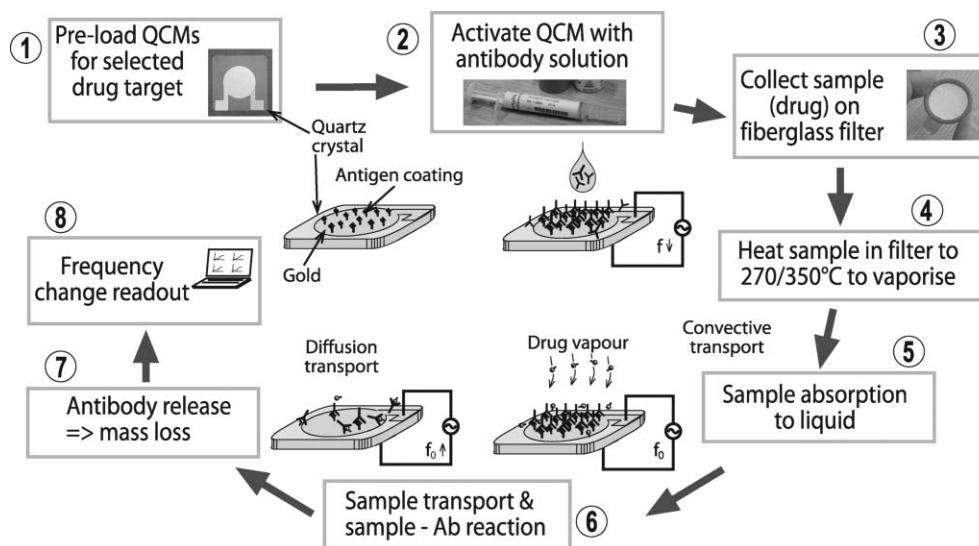 1
Pre-load QCMs
for selected
drug target
2
Activate QCM with
antibody solution
3
Collect sample
(drug) on
fiberglass filter
Quartz
crystal
Antigen coating
Gold
f↓
4
Heat sample in filter to
270/350°C to vaporise
Convective
transport
5
Sample absorption
to liquid
Drug vapour
f₀
6
Sample transport &
sample - Ab reaction
Diffusion
transport
f₀ ↑
7
Antibody release
=> mass loss
8
Frequency
change readout